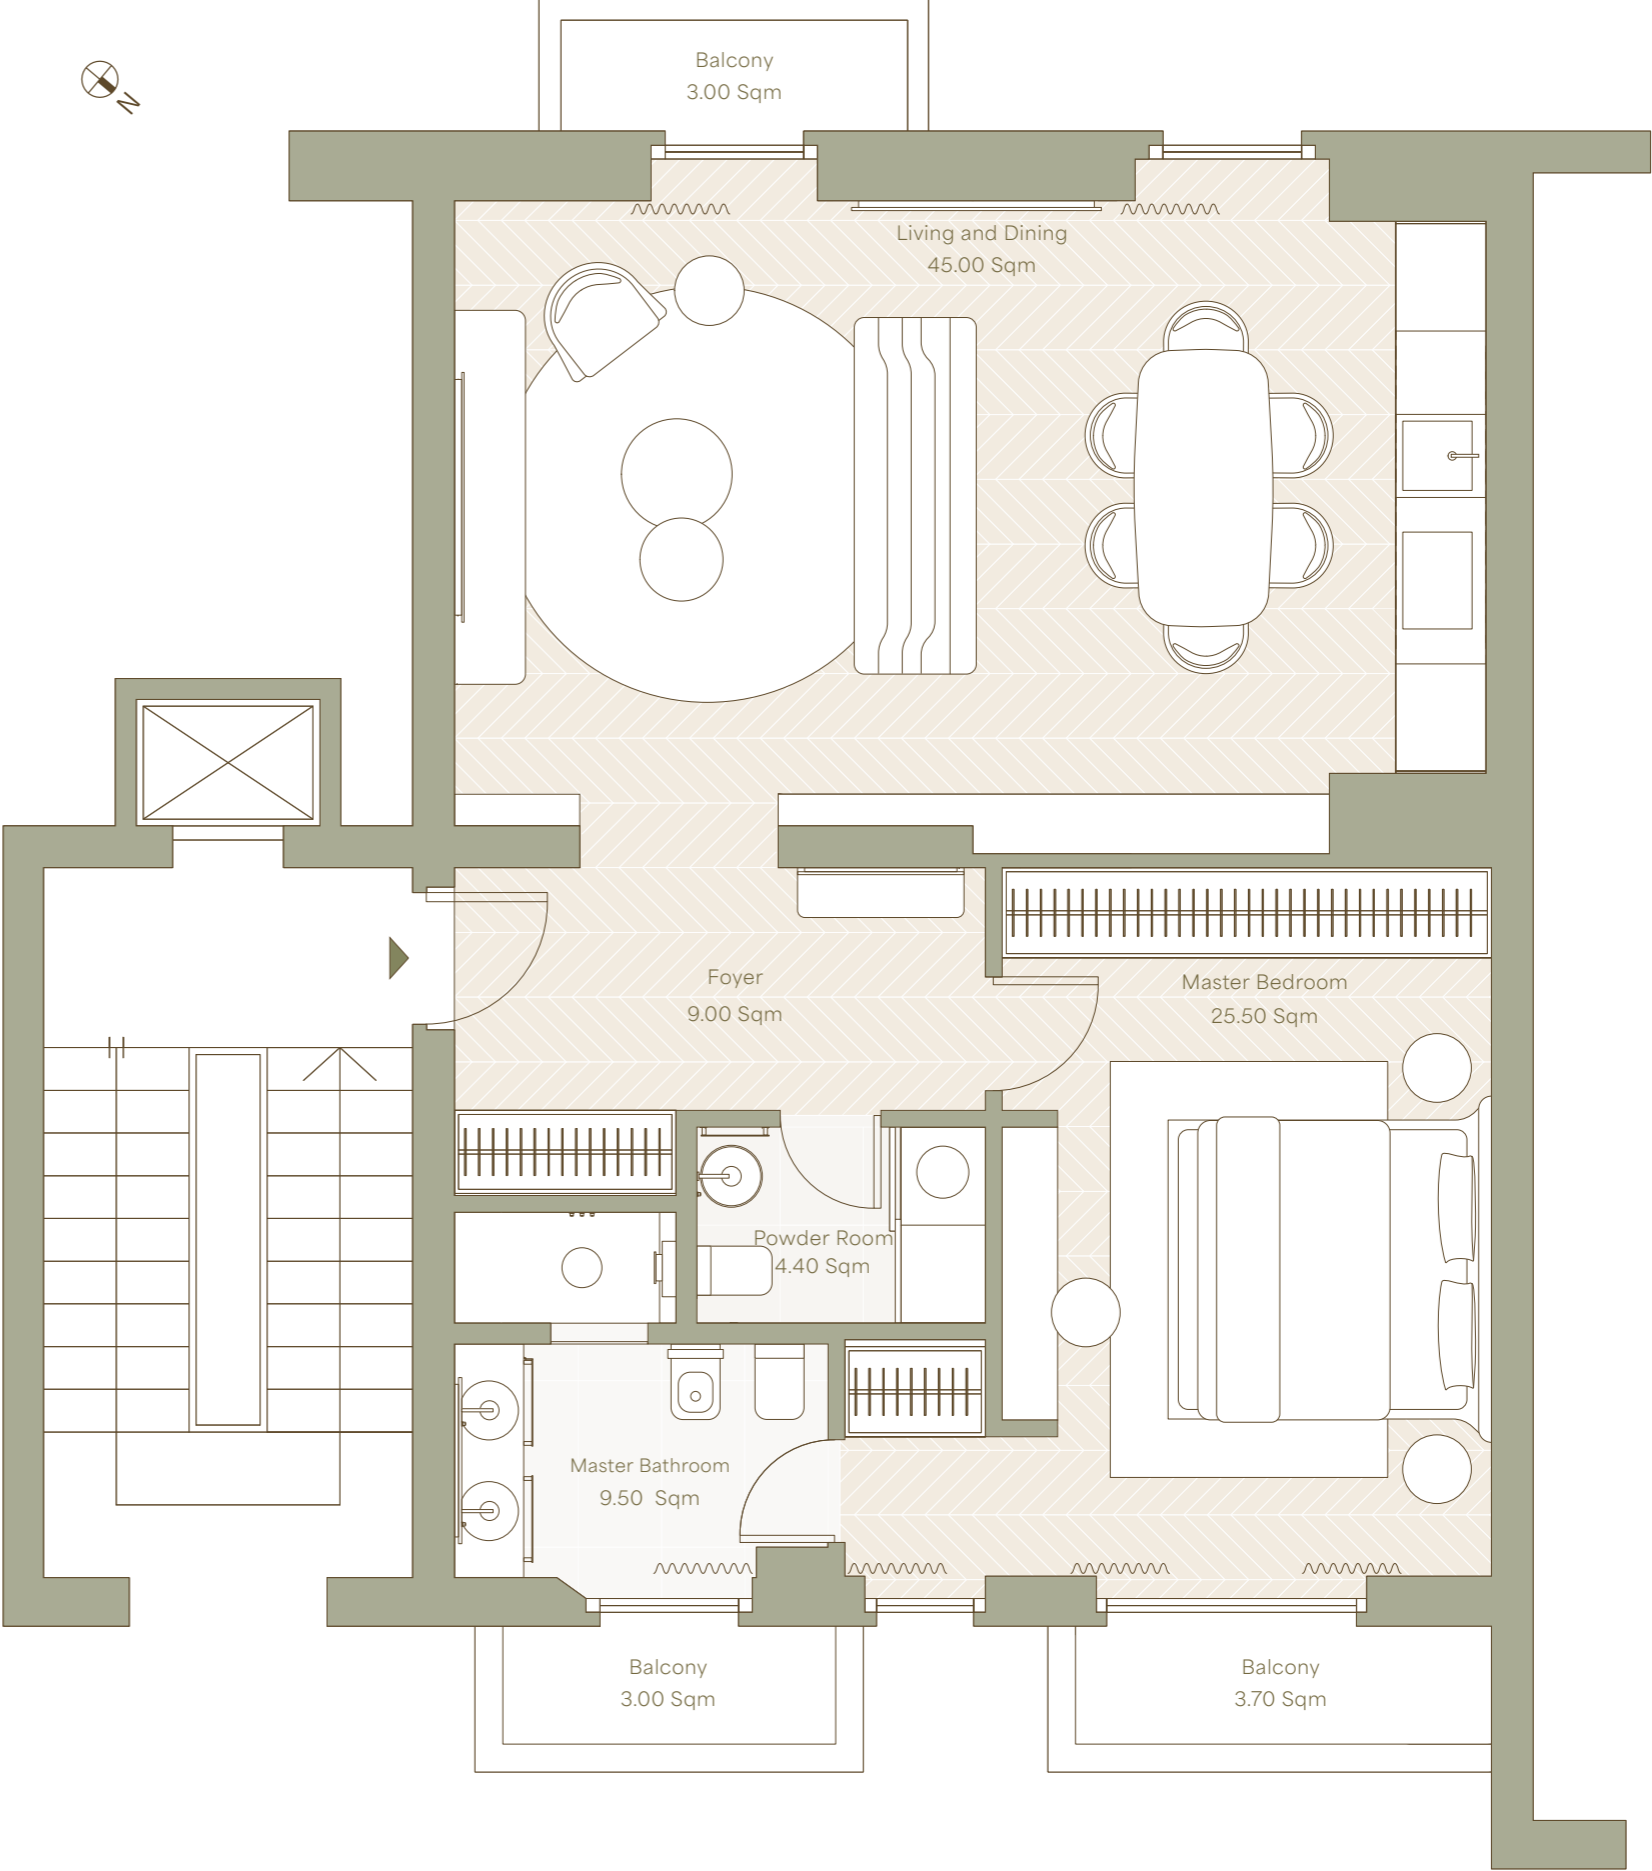 Balcony
3.00 Sqm
N
Living and Dining
45.00 Sqm
Foyer
9.00 Sqm
Master Bedroom
25.50 Sqm
Powder Room
4.40 Sqm
Master Bathroom
9.50 Sqm
Balcony
3.00 Sqm
Balcony
3.70 Sqm